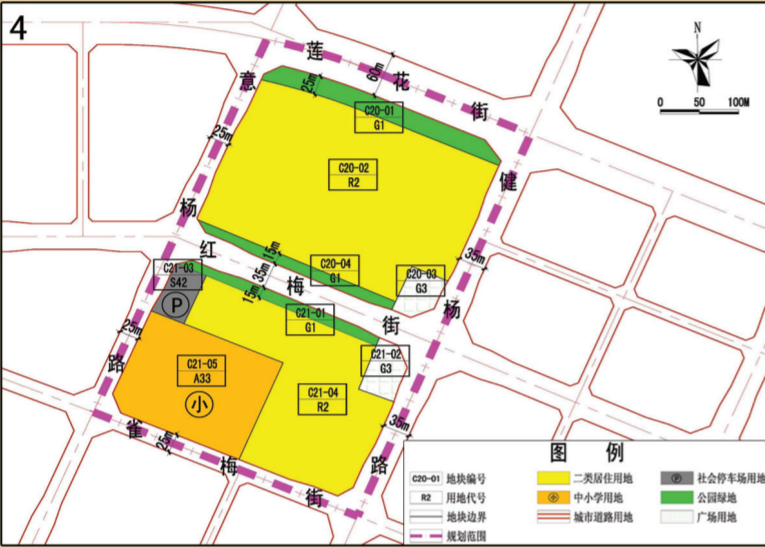 4
莲花街
60m
25m
意杨路
25m
C20-01
G1
N
0 50 100M
C20-02
R2
健杨路
35m
红梅街
15m
35m
15m
C20-04
G1
C20-03
G3
C21-03
S42
P
C21-01
G1
C21-02
G3
25m
C21-05
A33
小
C21-04
R2
35m
雀梅街
25m
图 例
C20-01 地块编号
二类居住用地
P 社会停车场用地
R2 用地代号
小 中小学用地
公园绿地
地块边界
城市道路用地
广场用地
规划范围